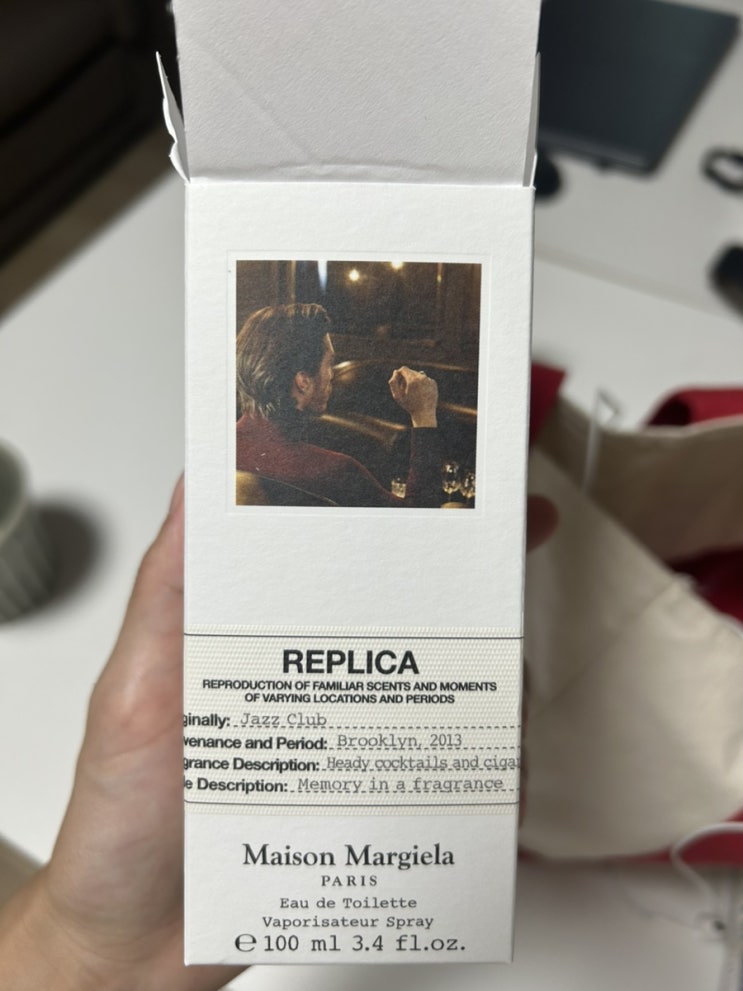 REPLICA
REPRODUCTION OF FAMILIAR SCENTS AND MOMENTS
OF VARYING LOCATIONS AND PERIODS
ginally: Jazz Club
venance and Period: Brooklyn, 2013
grance Description: Heady cocktails and cigar
e Description: Memory in a fragrance
Maison Margiela
PARIS
Eau de Toilette
Vaporisateur Spray
℮ 100 ml 3.4 fl.oz.